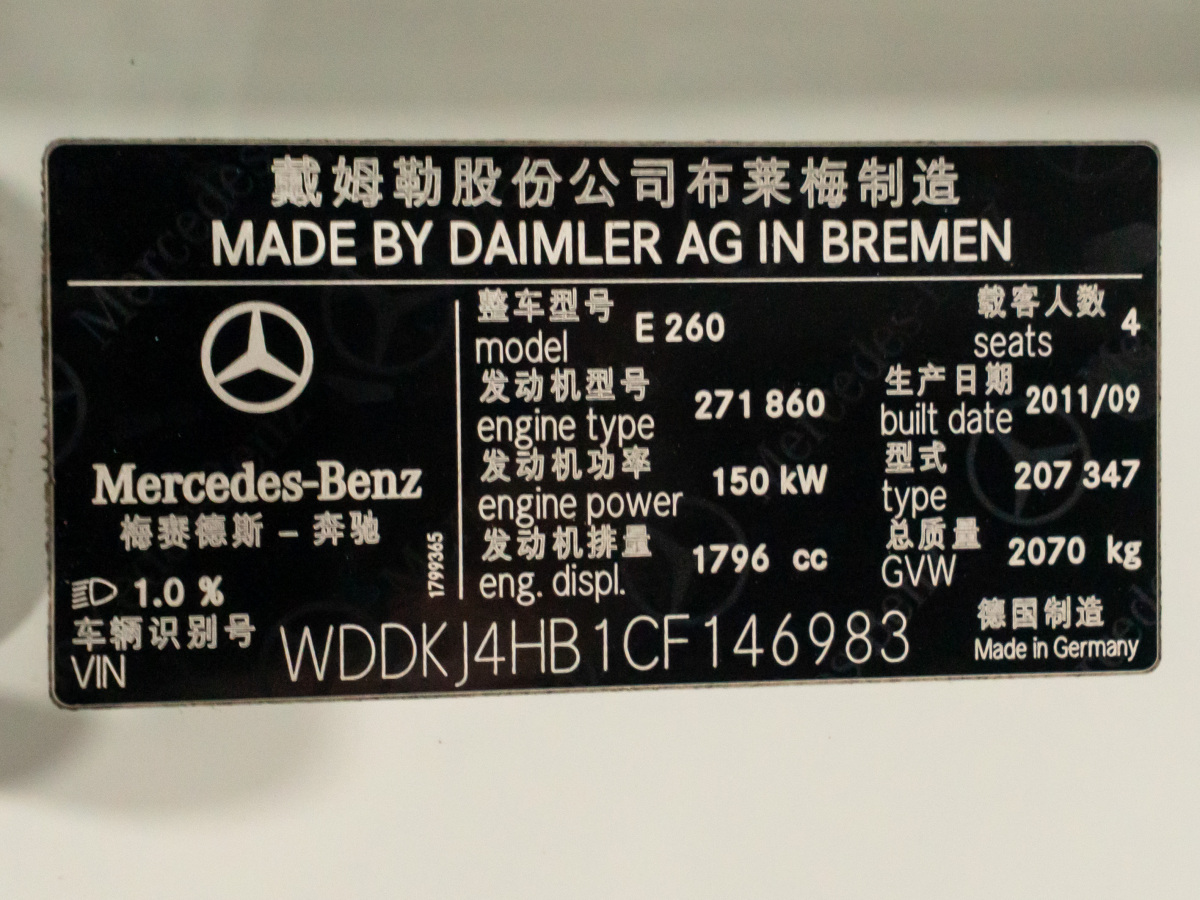 戴姆勒股份公司布莱梅制造
MADE BY DAIMLER AG IN BREMEN
Mercedes-Benz
梅赛德斯 - 奔驰
1.0 %
1799365
整车型号
model E 260
载客人数
seats 4
发动机型号
engine type 271 860
生产日期
built date 2011/09
发动机功率
engine power 150 kW
型式
type 207 347
发动机排量
eng. displ. 1796 cc
总质量
GVW 2070 kg
车辆识别号
VIN WDDKJ4HB1CF146983
德国制造
Made in Germany